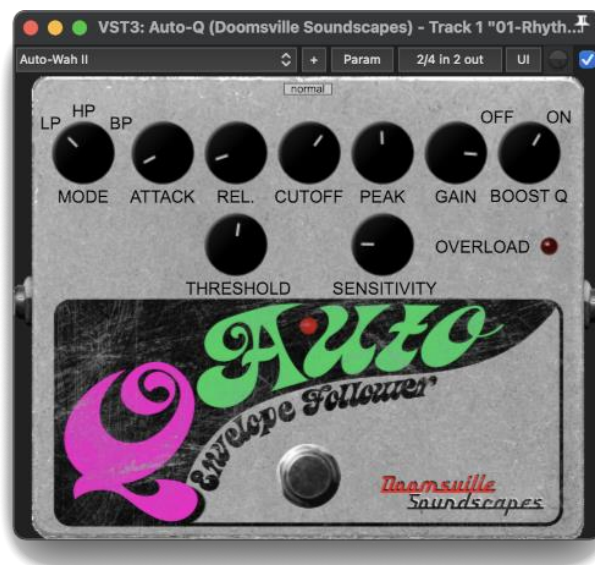 VST3: Auto-Q (Doomsville Soundscapes) - Track 1 "01-Rhyth...
Auto-Wah II + Param 2/4 in 2 out UI
normal
LP HP BP OFF ON
MODE ATTACK REL. CUTOFF PEAK GAIN BOOST Q
OVERLOAD
THRESHOLD SENSITIVITY
Q Auto
Envelope Follower
Doomsville
Soundscapes